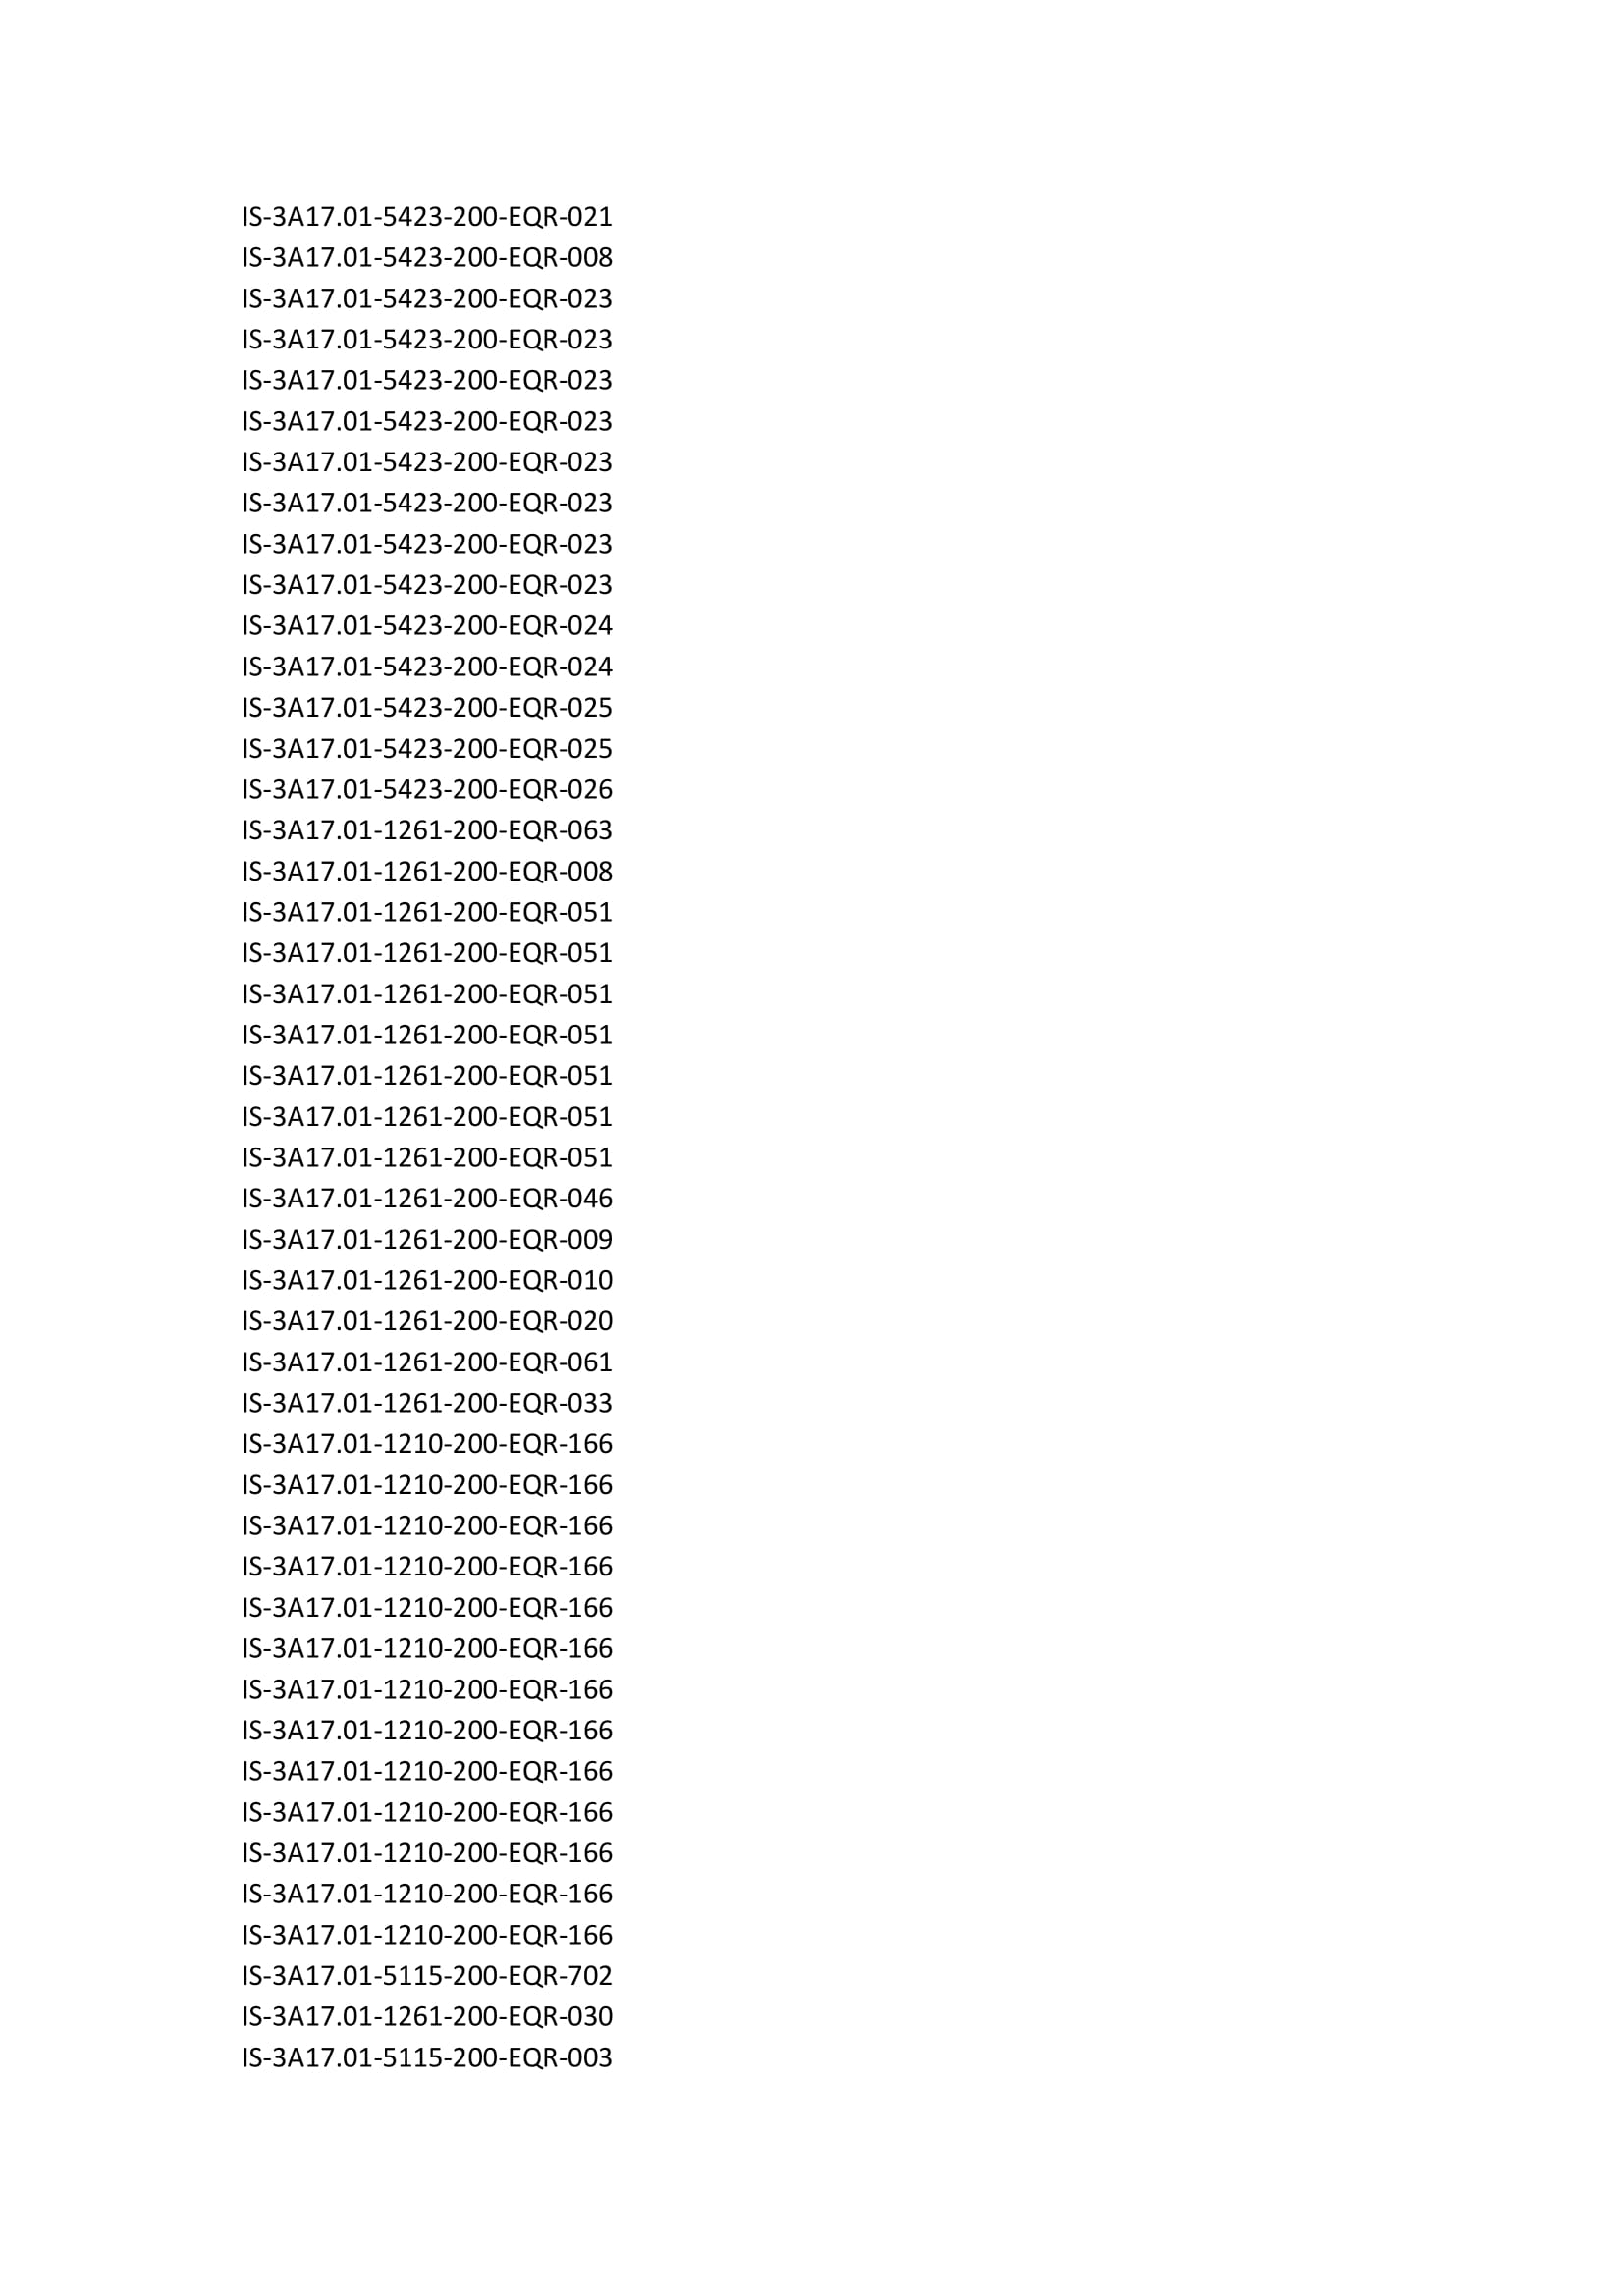 IS-3A17.01-5423-200-EQR-021
IS-3A17.01-5423-200-EQR-008
IS-3A17.01-5423-200-EQR-023
IS-3A17.01-5423-200-EQR-023
IS-3A17.01-5423-200-EQR-023
IS-3A17.01-5423-200-EQR-023
IS-3A17.01-5423-200-EQR-023
IS-3A17.01-5423-200-EQR-023
IS-3A17.01-5423-200-EQR-023
IS-3A17.01-5423-200-EQR-023
IS-3A17.01-5423-200-EQR-024
IS-3A17.01-5423-200-EQR-024
IS-3A17.01-5423-200-EQR-025
IS-3A17.01-5423-200-EQR-025
IS-3A17.01-5423-200-EQR-026
IS-3A17.01-1261-200-EQR-063
IS-3A17.01-1261-200-EQR-008
IS-3A17.01-1261-200-EQR-051
IS-3A17.01-1261-200-EQR-051
IS-3A17.01-1261-200-EQR-051
IS-3A17.01-1261-200-EQR-051
IS-3A17.01-1261-200-EQR-051
IS-3A17.01-1261-200-EQR-051
IS-3A17.01-1261-200-EQR-051
IS-3A17.01-1261-200-EQR-046
IS-3A17.01-1261-200-EQR-009
IS-3A17.01-1261-200-EQR-010
IS-3A17.01-1261-200-EQR-020
IS-3A17.01-1261-200-EQR-061
IS-3A17.01-1261-200-EQR-033
IS-3A17.01-1210-200-EQR-166
IS-3A17.01-1210-200-EQR-166
IS-3A17.01-1210-200-EQR-166
IS-3A17.01-1210-200-EQR-166
IS-3A17.01-1210-200-EQR-166
IS-3A17.01-1210-200-EQR-166
IS-3A17.01-1210-200-EQR-166
IS-3A17.01-1210-200-EQR-166
IS-3A17.01-1210-200-EQR-166
IS-3A17.01-1210-200-EQR-166
IS-3A17.01-1210-200-EQR-166
IS-3A17.01-1210-200-EQR-166
IS-3A17.01-1210-200-EQR-166
IS-3A17.01-5115-200-EQR-702
IS-3A17.01-1261-200-EQR-030
IS-3A17.01-5115-200-EQR-003